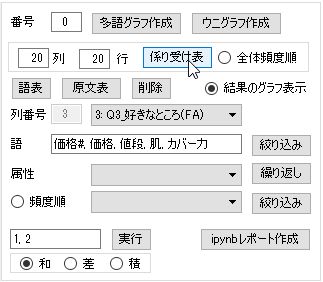 番号 0 多語グラフ作成 ウニグラフ作成
20 列 20 行 係り受け表 全体頻度順
語表 原文表 削除 結果のグラフ表示
列番号 3 3: Q3_好きなところ(FA)
語 価格#, 価格, 値段, 肌, カバー力 絞り込み
属性 繰り返し
頻度順 絞り込み
1, 2 実行 ipynbレポート作成
和 差 積